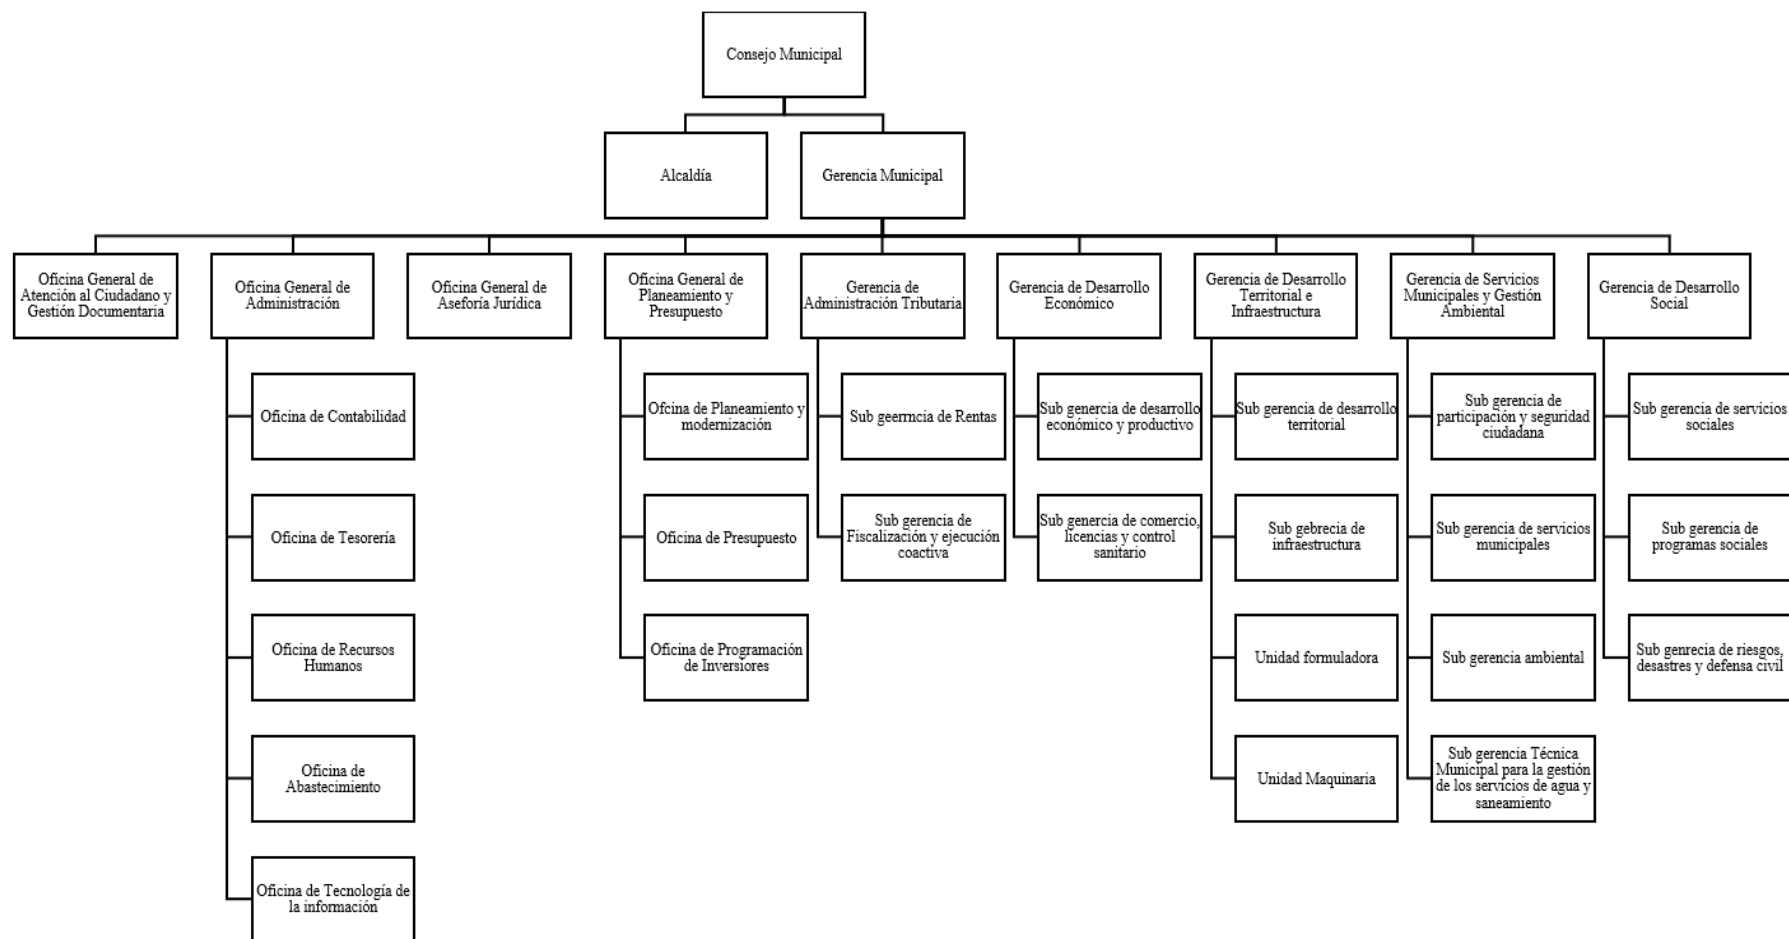 Consejo Municipal
Alcaldía
Gerencia Municipal
Oficina General de
Atención al Ciudadano y
Gestión Documentaria
Oficina General de
Administración
Oficina General de
Aseforía Jurídica
Oficina General de
Planeamiento y
Presupuesto
Gerencia de
Administración Tributaria
Gerencia de Desarrollo
Económico
Gerencia de Desarrollo
Territorial e
Infraestructura
Gerencia de Servicios
Municipales y Gestión
Ambiental
Gerencia de Desarrollo
Social
Oficina de Contabilidad
Oficina de Tesorería
Oficina de Recursos
Humanos
Oficina de
Abastecimiento
Oficina de Tecnología de
la información
Ofcina de Planeamiento y
modernización
Oficina de Presupuesto
Oficina de Programación
de Inversiores
Sub geerrncia de Rentas
Sub gerencia de
Fiscalización y ejecución
coactiva
Sub genercia de desarrollo
económico y productivo
Sub genercia de comercio,
licencias y control
sanitario
Sub gerencia de desarrollo
territorial
Sub gebrecia de
infraestructura
Unidad formuladora
Unidad Maquinaria
Sub gerencia de
participación y seguridad
ciudadana
Sub gerencia de servicios
municipales
Sub gerencia ambiental
Sub gerencia Técnica
Municipal para la gestión
de los servicios de agua y
saneamiento
Sub gerencia de servicios
sociales
Sub gerencia de
programas sociales
Sub genrecia de riesgos,
desastres y defensa civil